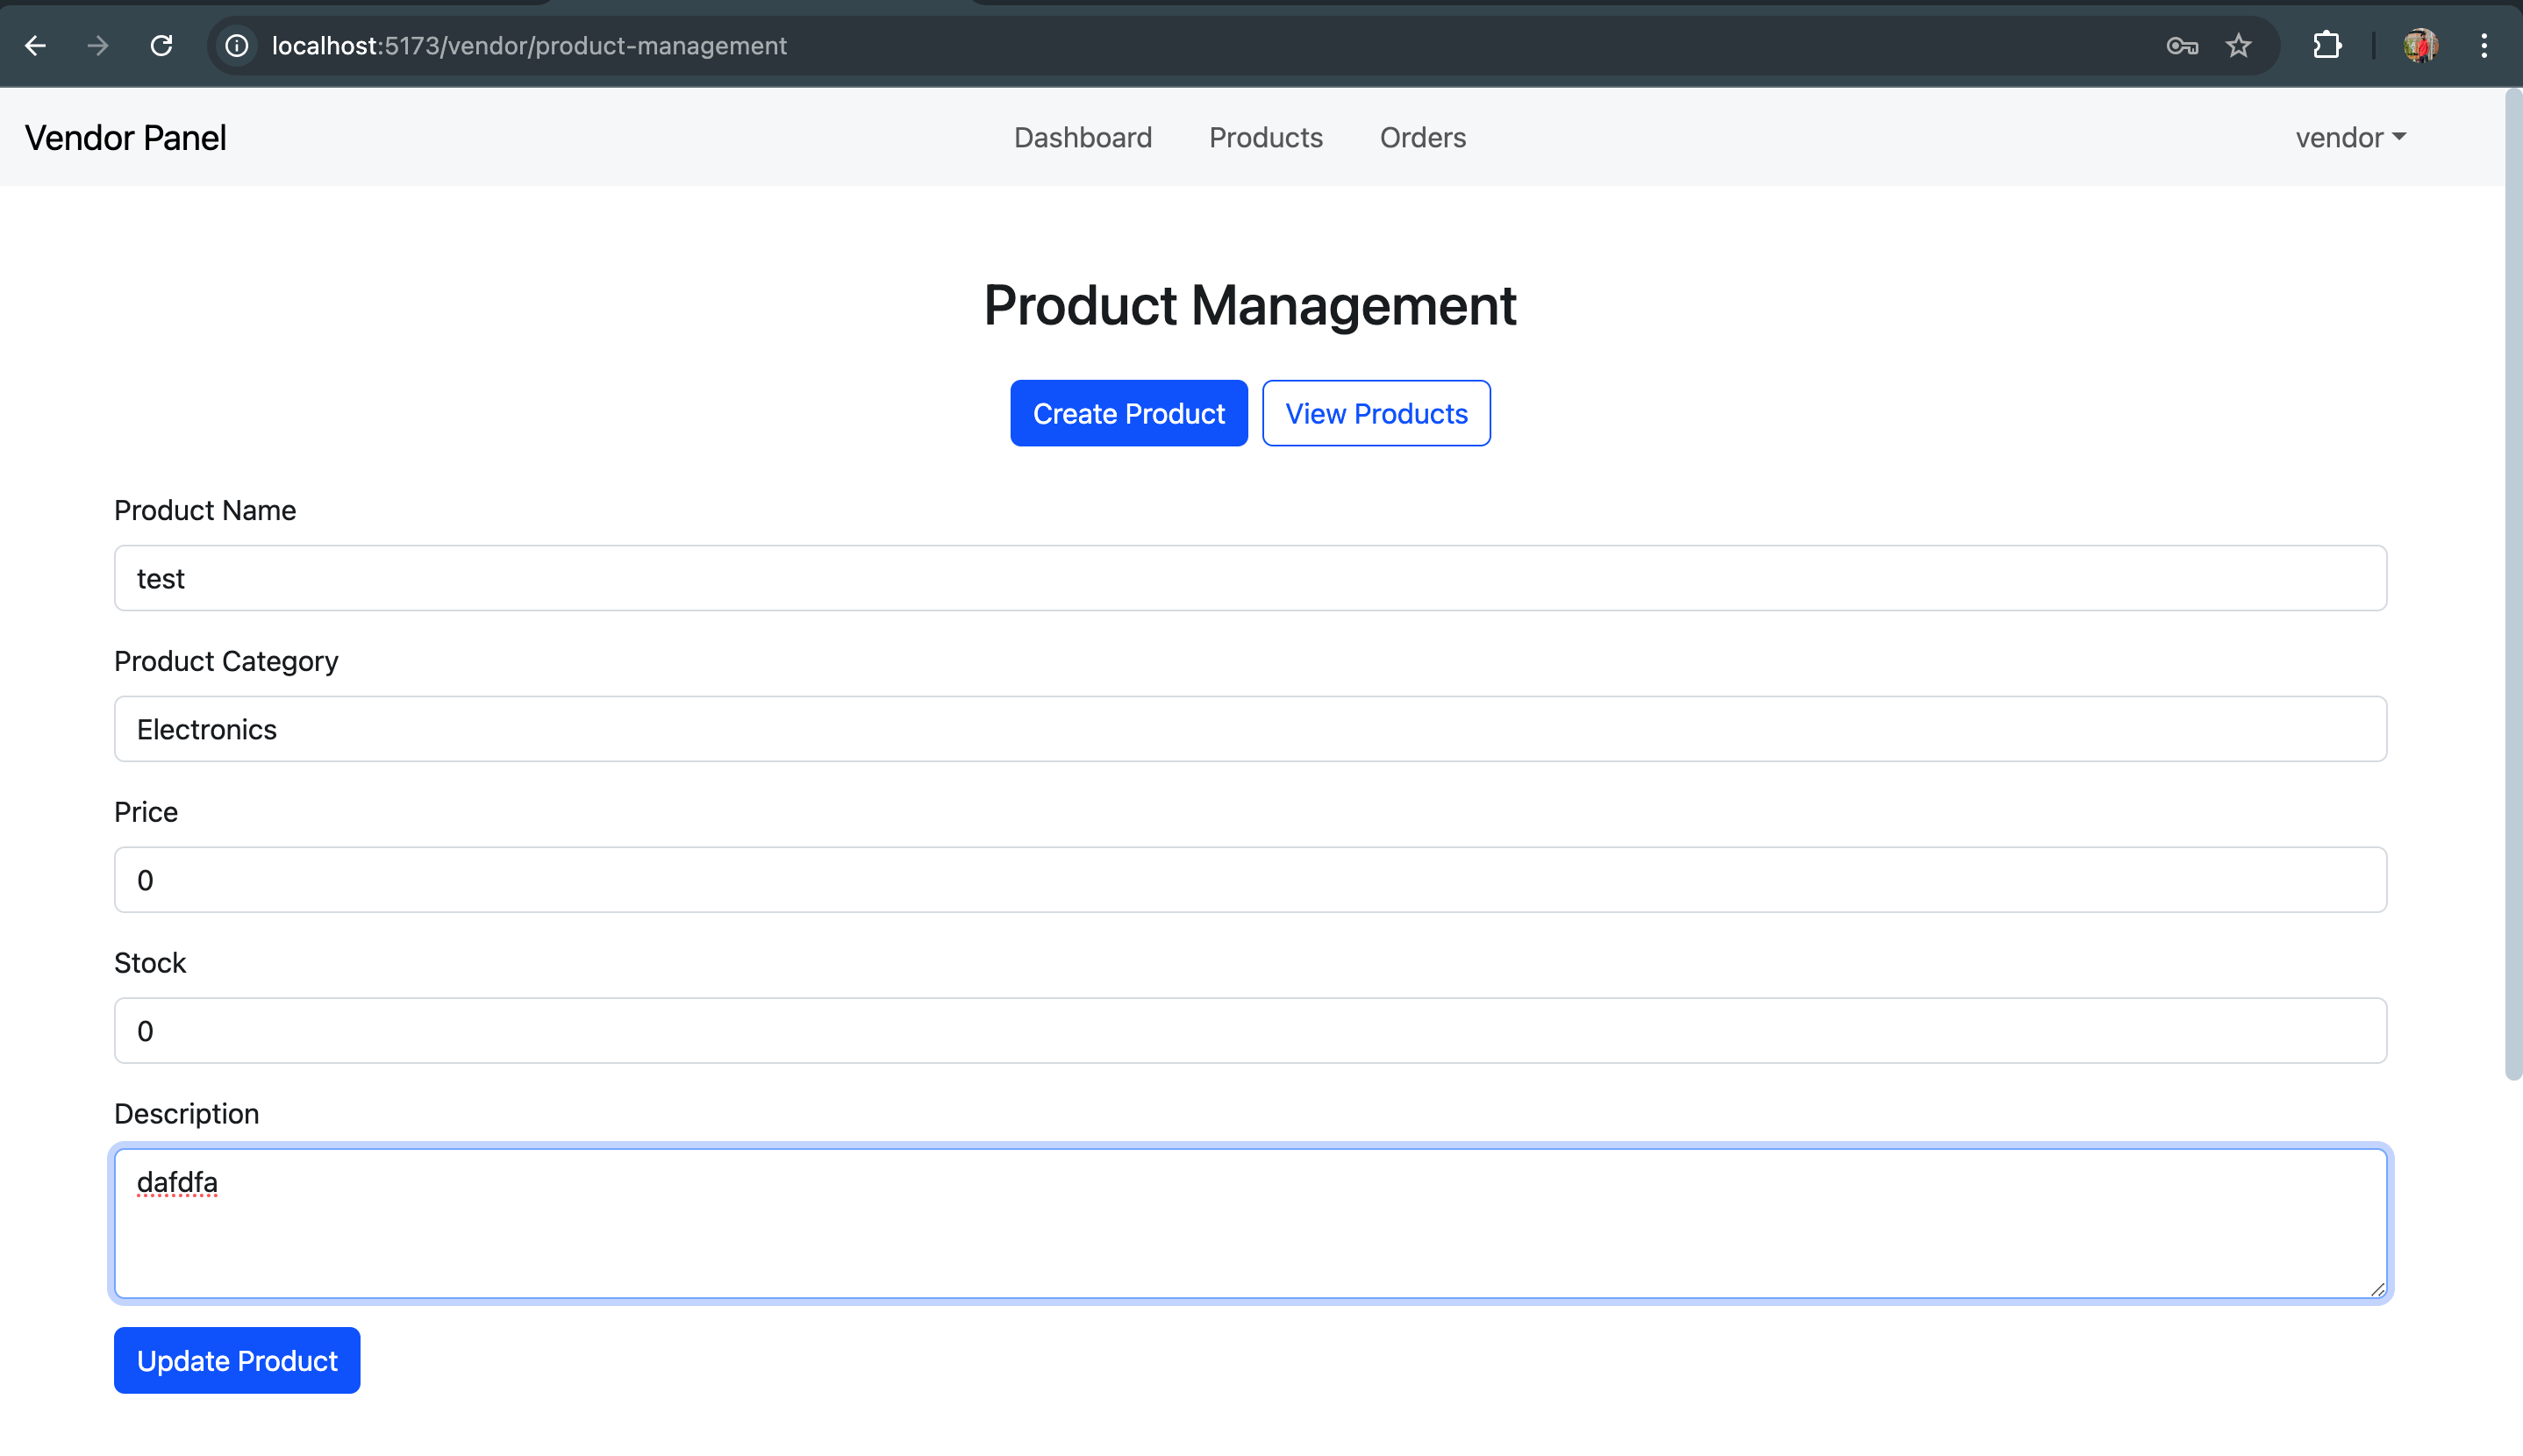 localhost:5173/vendor/product-management
Vendor Panel
Dashboard
Products
Orders
vendor
Product Management
Create Product
View Products
Product Name
test
Product Category
Electronics
Price
0
Stock
0
Description
dafdfa
Update Product